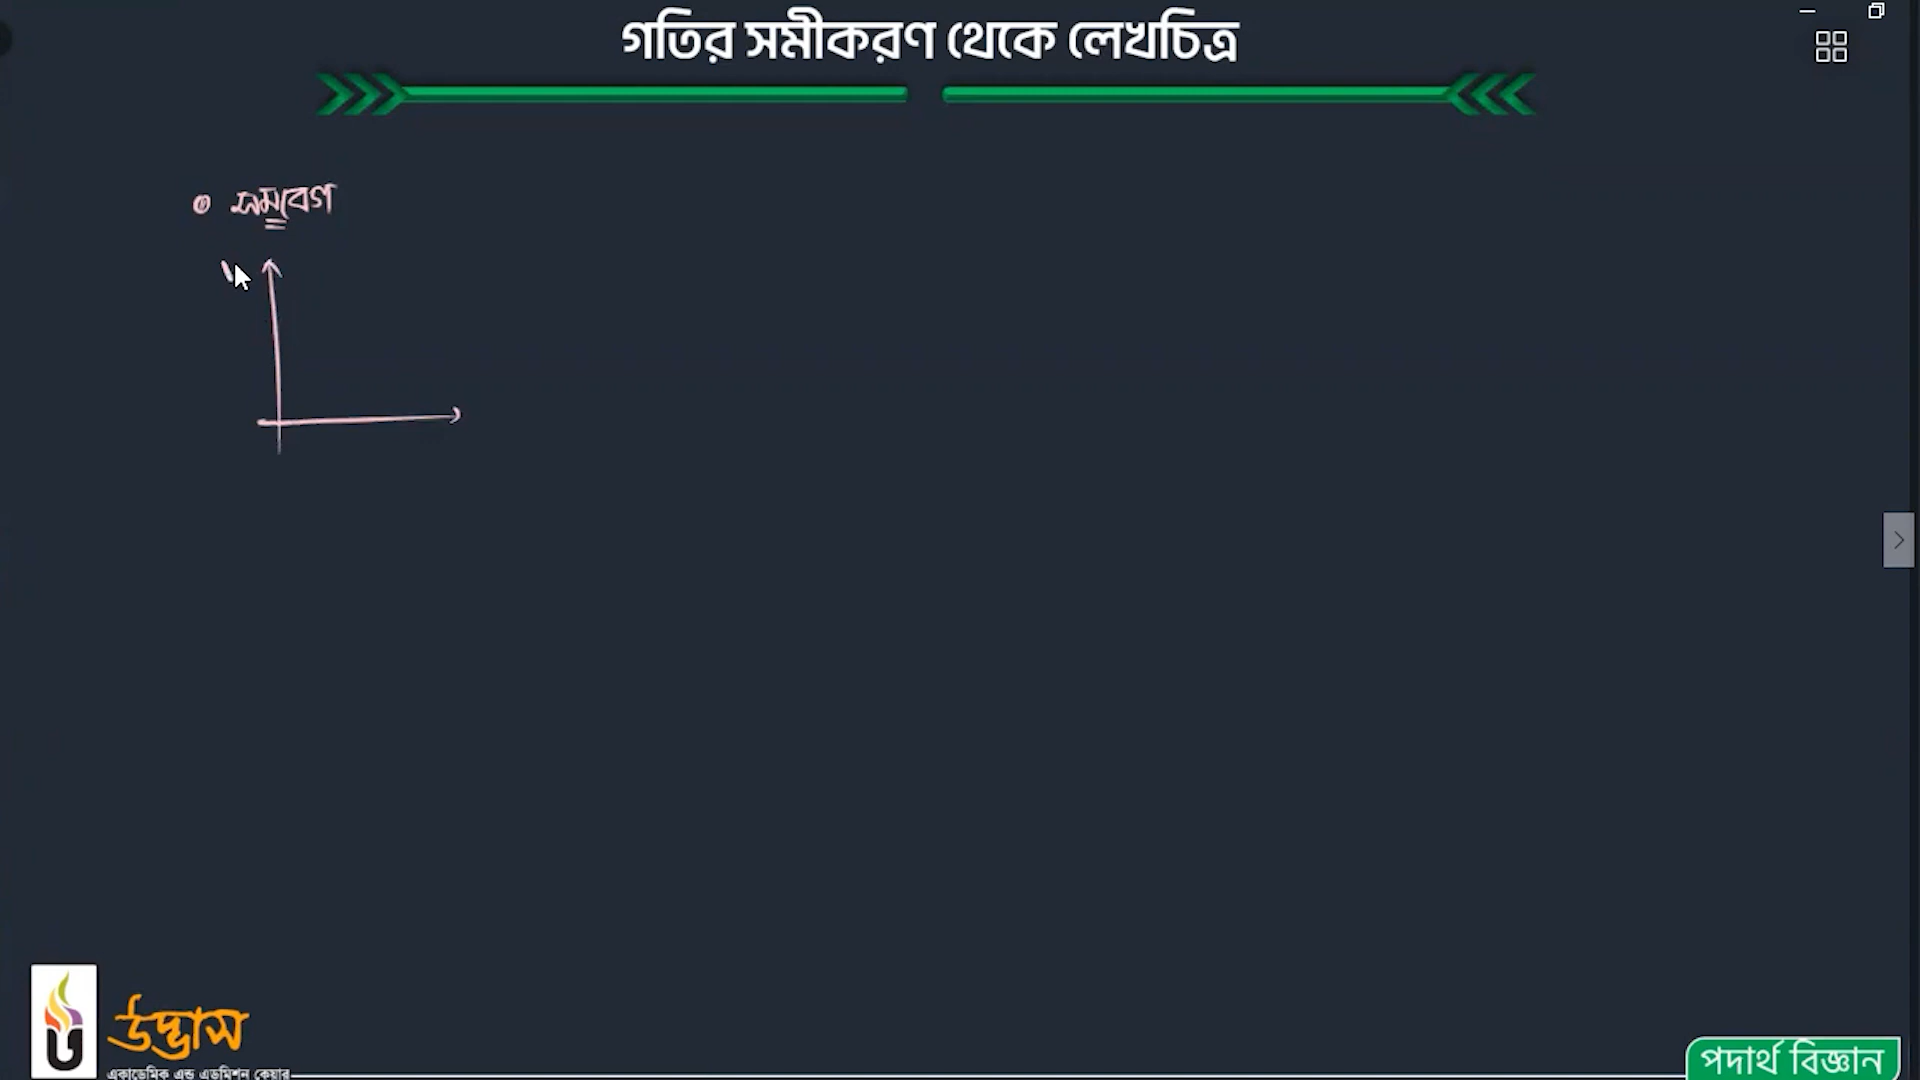 গতির সমীকরণ থেকে লেখচিত্র
সমবেগ
উদ্ভাস
একাডেমিক এন্ড এডমিশন কেয়ার
পদার্থ বিজ্ঞান